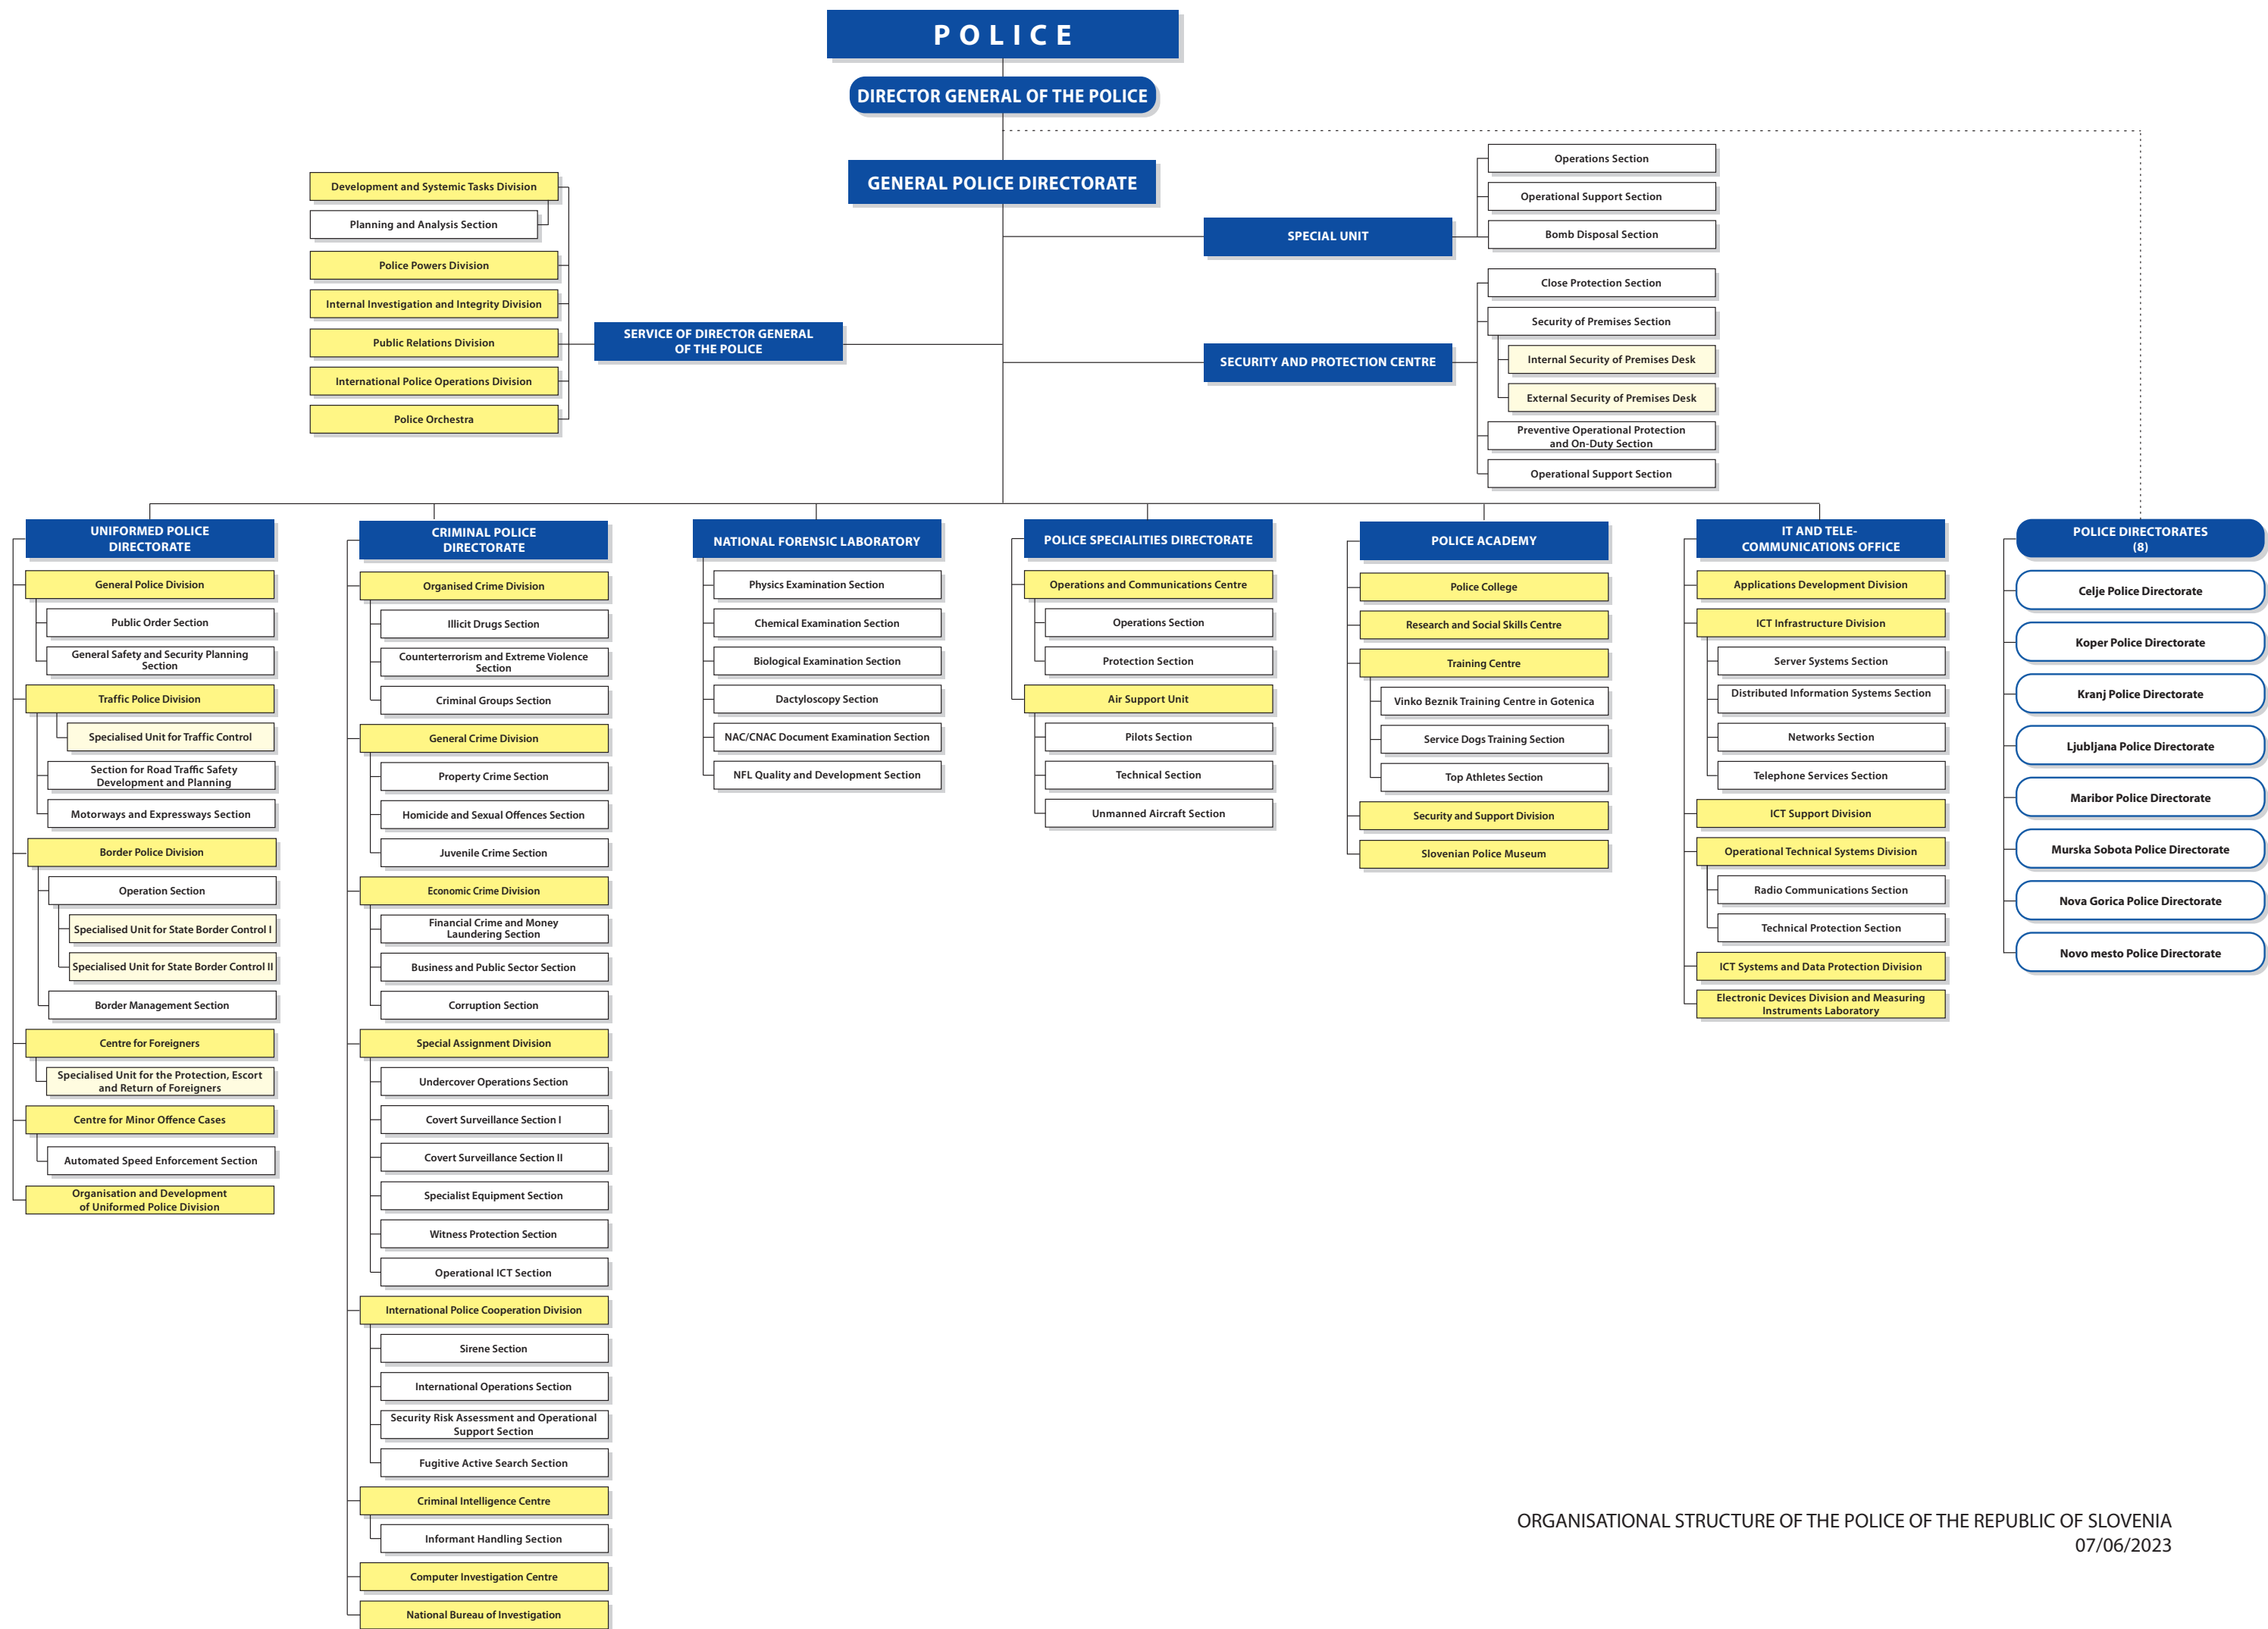 POLICE
DIRECTOR GENERAL OF THE POLICE
GENERAL POLICE DIRECTORATE
Development and Systemic Tasks Division
Planning and Analysis Section
Police Powers Division
Internal Investigation and Integrity Division
Public Relations Division
International Police Operations Division
Police Orchestra
SERVICE OF DIRECTOR GENERAL
OF THE POLICE
SPECIAL UNIT
Operations Section
Operational Support Section
Bomb Disposal Section
SECURITY AND PROTECTION CENTRE
Close Protection Section
Security of Premises Section
Internal Security of Premises Desk
External Security of Premises Desk
Preventive Operational Protection
and On-Duty Section
Operational Support Section
UNIFORMED POLICE
DIRECTORATE
General Police Division
Public Order Section
General Safety and Security Planning
Section
Traffic Police Division
Specialised Unit for Traffic Control
Section for Road Traffic Safety
Development and Planning
Motorways and Expressways Section
Border Police Division
Operation Section
Specialised Unit for State Border Control I
Specialised Unit for State Border Control II
Border Management Section
Centre for Foreigners
Specialised Unit for the Protection, Escort
and Return of Foreigners
Centre for Minor Offence Cases
Automated Speed Enforcement Section
Organisation and Development
of Uniformed Police Division
CRIMINAL POLICE
DIRECTORATE
Organised Crime Division
Illicit Drugs Section
Counterterrorism and Extreme Violence
Section
Criminal Groups Section
General Crime Division
Property Crime Section
Homicide and Sexual Offences Section
Juvenile Crime Section
Economic Crime Division
Financial Crime and Money
Laundering Section
Business and Public Sector Section
Corruption Section
Special Assignment Division
Undercover Operations Section
Covert Surveillance Section I
Covert Surveillance Section II
Specialist Equipment Section
Witness Protection Section
Operational ICT Section
International Police Cooperation Division
Sirene Section
International Operations Section
Security Risk Assessment and Operational
Support Section
Fugitive Active Search Section
Criminal Intelligence Centre
Informant Handling Section
Computer Investigation Centre
National Bureau of Investigation
NATIONAL FORENSIC LABORATORY
Physics Examination Section
Chemical Examination Section
Biological Examination Section
Dactyloscopy Section
NAC/CNAC Document Examination Section
NFL Quality and Development Section
POLICE SPECIALITIES DIRECTORATE
Operations and Communications Centre
Operations Section
Protection Section
Air Support Unit
Pilots Section
Technical Section
Unmanned Aircraft Section
POLICE ACADEMY
Police College
Research and Social Skills Centre
Training Centre
Vinko Beznik Training Centre in Gotenica
Service Dogs Training Section
Top Athletes Section
Security and Support Division
Slovenian Police Museum
IT AND TELE-
COMMUNICATIONS OFFICE
Applications Development Division
ICT Infrastructure Division
Server Systems Section
Distributed Information Systems Section
Networks Section
Telephone Services Section
ICT Support Division
Operational Technical Systems Division
Radio Communications Section
Technical Protection Section
ICT Systems and Data Protection Division
Electronic Devices Division and Measuring
Instruments Laboratory
POLICE DIRECTORATES
(8)
Celje Police Directorate
Koper Police Directorate
Kranj Police Directorate
Ljubljana Police Directorate
Maribor Police Directorate
Murska Sobota Police Directorate
Nova Gorica Police Directorate
Novo mesto Police Directorate
ORGANISATIONAL STRUCTURE OF THE POLICE OF THE REPUBLIC OF SLOVENIA
07/06/2023